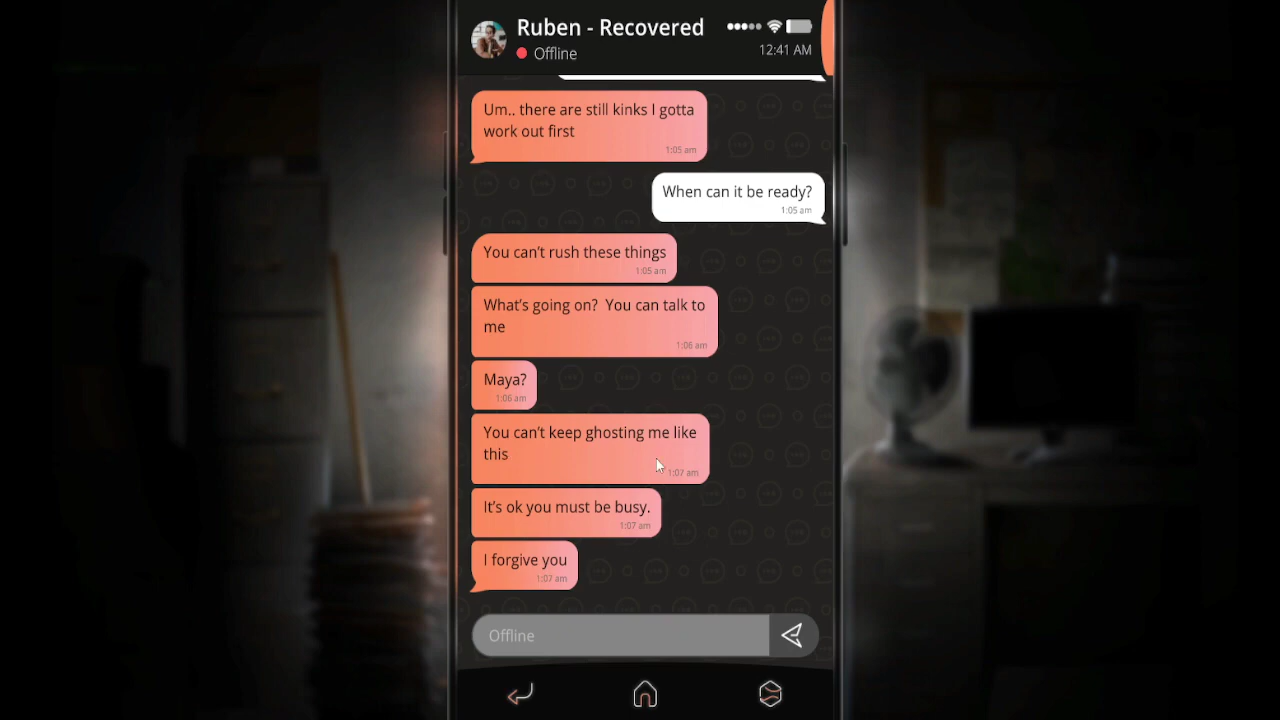 Ruben - Recovered
Offline
12:41 AM
Um.. there are still kinks I gotta
work out first
1:05 am
When can it be ready?
1:05 am
You can't rush these things
1:05 am
What's going on?  You can talk to
me
1:06 am
Maya?
1:06 am
You can't keep ghosting me like
this
1:07 am
It's ok you must be busy.
1:07 am
I forgive you
1:07 am
Offline